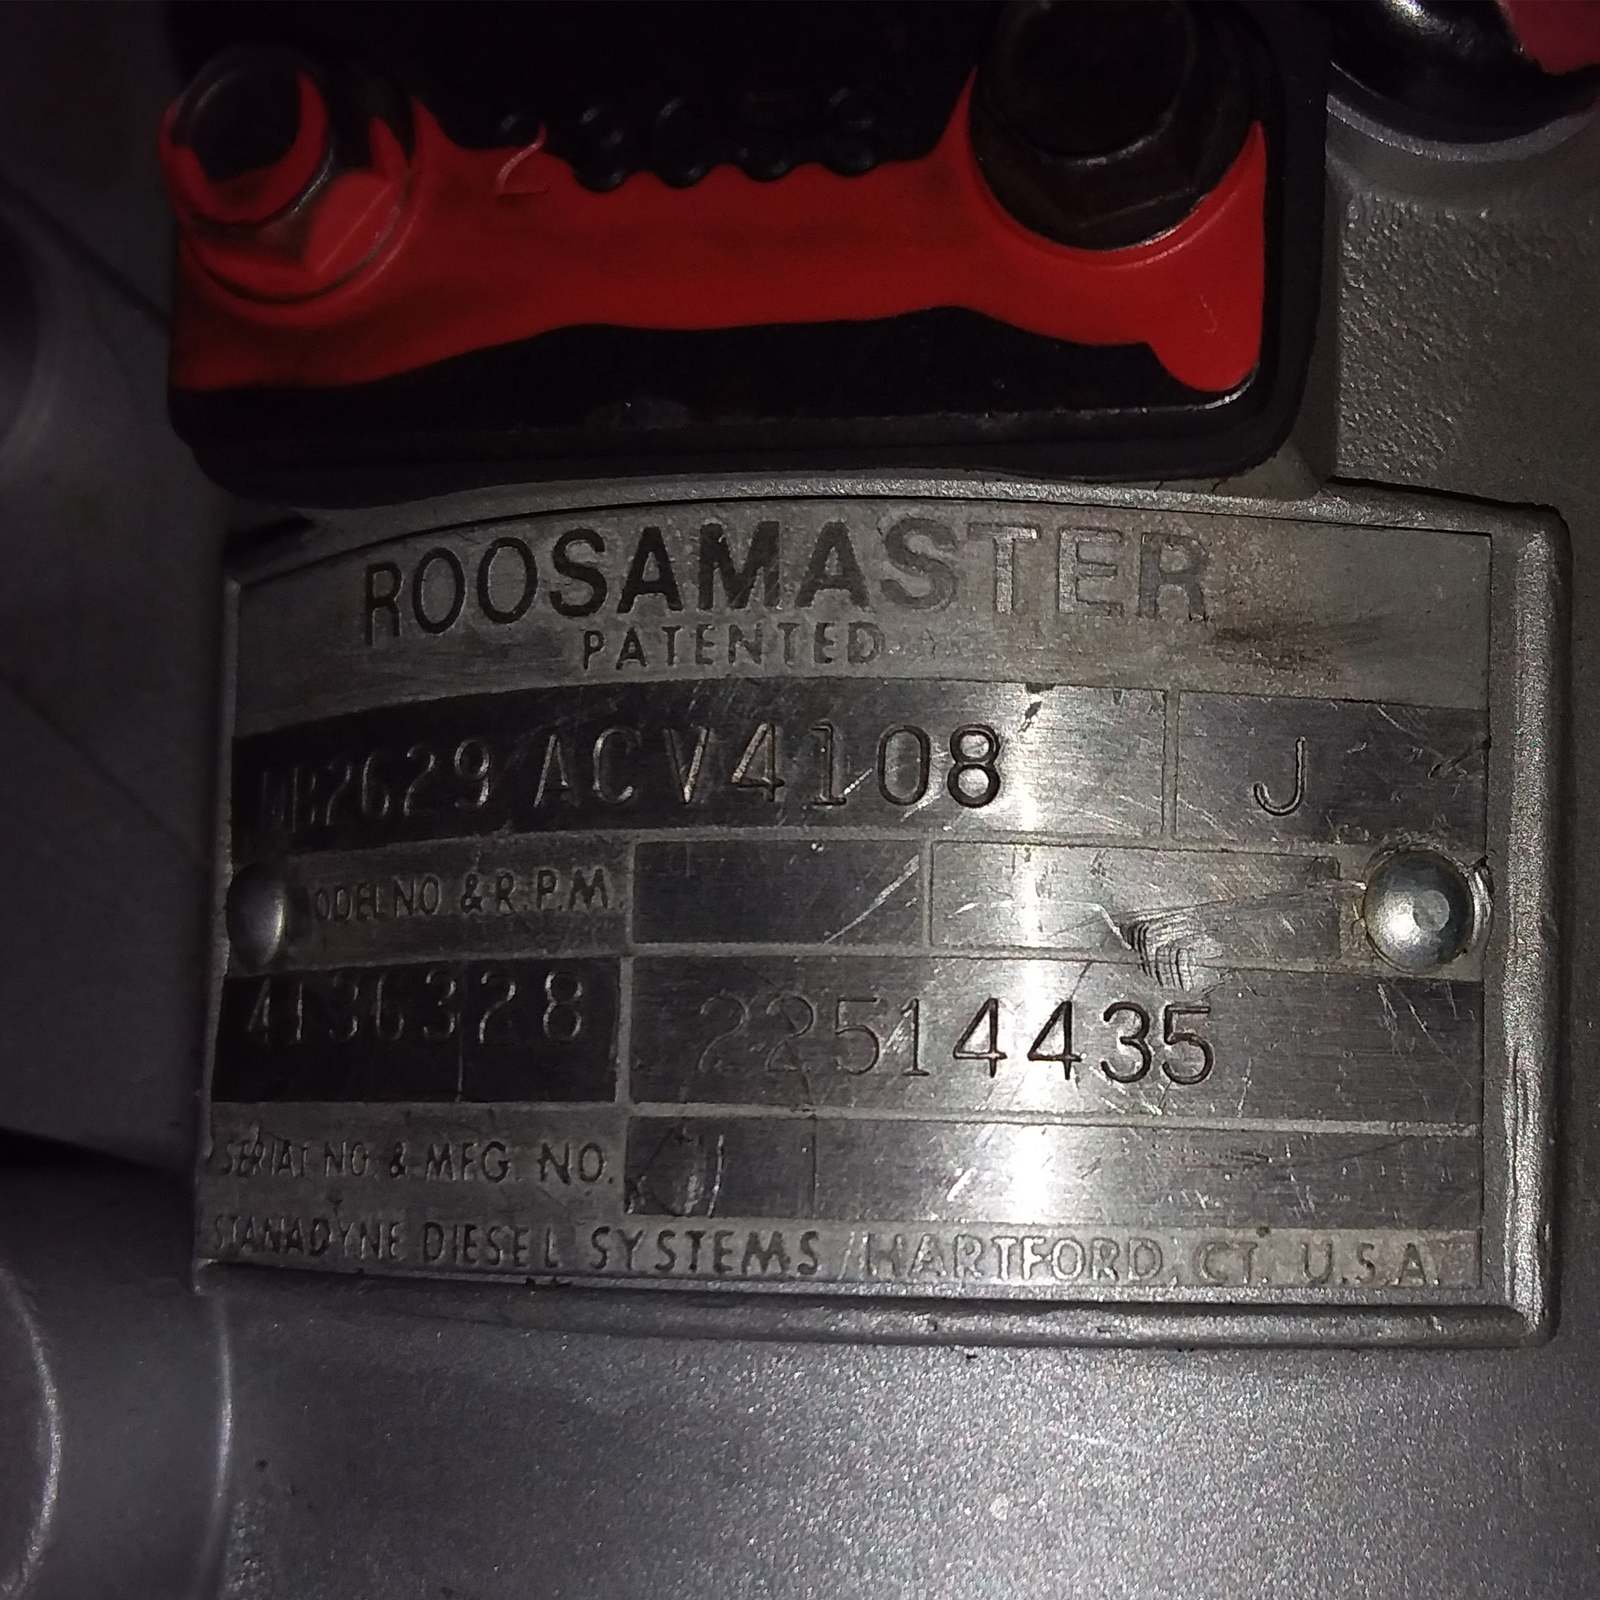 ROOSAMASTER
PATENTED
DB2629 ACV4108 J
MODEL NO & R.P.M.
4136328 22514435
SERIAL NO. & MFG. NO.
STANADYNE DIESEL SYSTEMS / HARTFORD, CT. U.S.A.